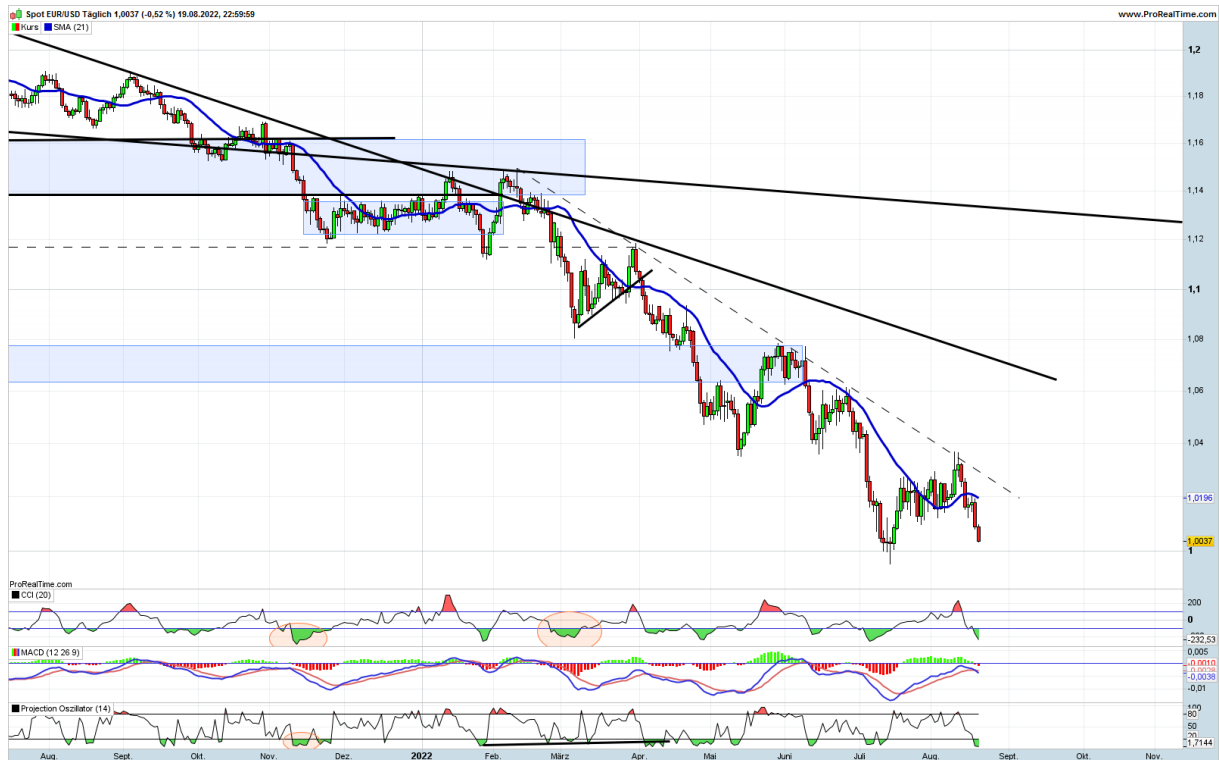 Spot EUR/USD Täglich 1,0037 (-0,52 %) 19.08.2022, 22:59:59
www.ProRealTime.com
Kurs
SMA (21)
1,2
1,18
1,16
1,14
1,12
1,1
1,08
1,06
1,04
1,0196
1,0037
1
ProRealTime.com
CCI (20)
200
0
-232,53
MACD (12 26 9)
0,005
-0,0010
-0,0038
-0,01
Projection Oszillator (14)
80
50
20
44
Aug. Sept. Okt. Nov. Dez. 2022 Feb. März Apr. Mai Juni Juli Aug. Sept. Okt. Nov.